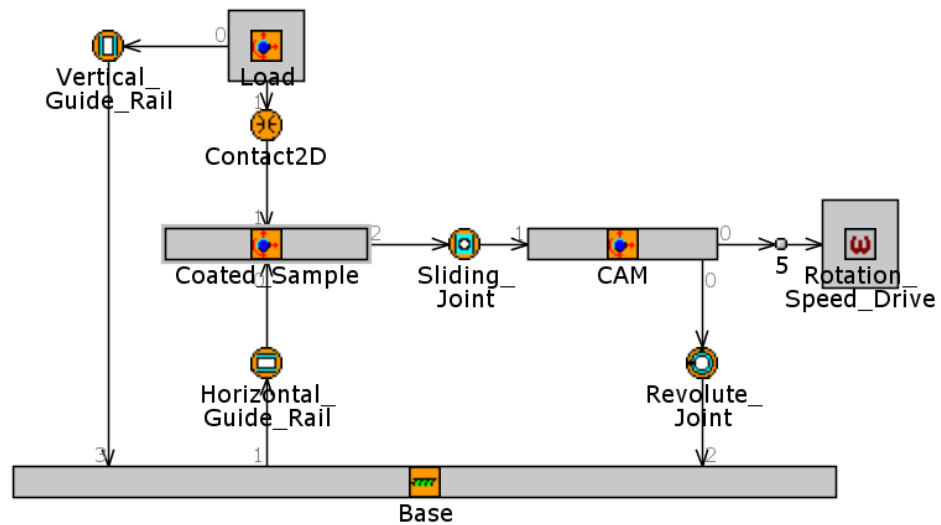 0
Load
Vertical_
Guide_Rail
1
Contact2D
1
2
1
0
Coated_Sample
0
Sliding_
Joint
CAM
5
Rotation_
Speed_Drive
0
ω
Horizontal_
Guide_Rail
Revolute_
Joint
3
1
2
Base